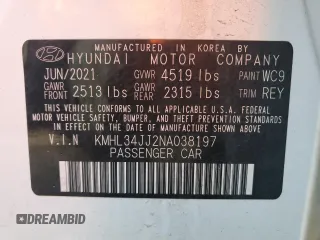 MANUFACTURED IN KOREA BY
HYUNDAI MOTOR COMPANY
JUN/2021 GVWR 4519 lbs PAINT WC9
GAWR FRONT 2513 lbs GAWR REAR 2315 lbs TRIM REY
THIS VEHICLE CONFORMS TO ALL APPLICABLE U.S.A. FEDERAL MOTOR
VEHICLE SAFETY, BUMPER, AND THEFT PREVENTION STANDARDS IN
EFFECT ON THE DATE OF MANUFACTURE SHOWN ABOVE.
V.I.N KMHL34JJ2NA038197
PASSENGER CAR
DREAMBID